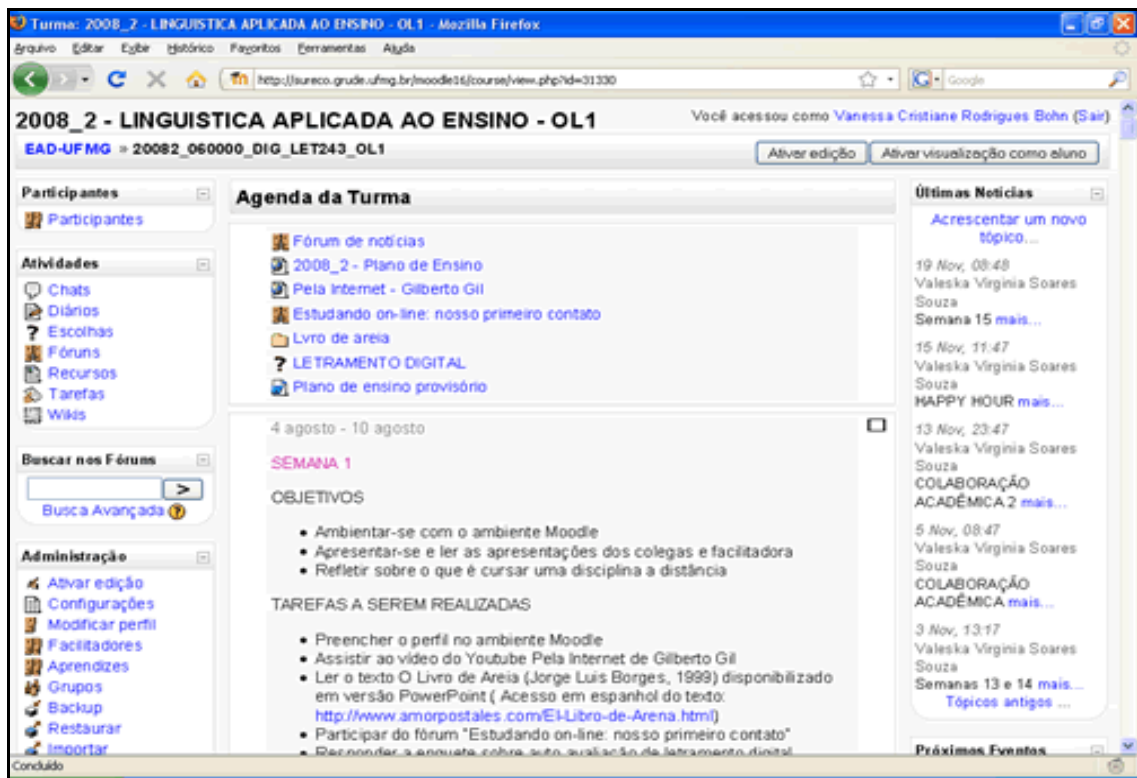 Turma: 2008_2 - LINGUISTICA APLICADA AO ENSINO - OL1 - Mozilla Firefox
Arquivo Editar Exibir Histórico Favoritos Ferramentas Ajuda
http://sureco.grude.ufmg.br/moodle16/course/view.php?id=31330
Google
2008_2 - LINGUISTICA APLICADA AO ENSINO - OL1
Você acessou como Vanessa Cristiane Rodrigues Bohn (Sair)
EAD-UFMG » 20082_060000_DIG_LET243_OL1
Ativar edição
Ativar visualização como aluno
Participantes
Participantes
Atividades
Chats
Diários
Escolhas
Fóruns
Recursos
Tarefas
Wikis
Buscar nos Fóruns
>
Busca Avançada
Administração
Ativar edição
Configurações
Modificar perfil
Facilitadores
Aprendizes
Grupos
Backup
Restaurar
Importar
Agenda da Turma
Fórum de notícias
2008_2 - Plano de Ensino
Pela Internet - Gilberto Gil
Estudando on-line: nosso primeiro contato
Lvro de areia
LETRAMENTO DIGITAL
Plano de ensino provisório
4 agosto - 10 agosto
SEMANA 1
OBJETIVOS
• Ambientar-se com o ambiente Moodle
• Apresentar-se e ler as apresentações dos colegas e facilitadora
• Refletir sobre o que é cursar uma disciplina a distância
TAREFAS A SEREM REALIZADAS
• Preencher o perfil no ambiente Moodle
• Assistir ao vídeo do Youtube Pela Internet de Gilberto Gil
• Ler o texto O Livro de Areia (Jorge Luis Borges, 1999) disponibilizado
em versão PowerPoint ( Acesso em espanhol do texto:
http://www.amorpostales.com/El-Libro-de-Arena.html)
• Participar do fórum "Estudando on-line: nosso primeiro contato"
• Responder a enquete sobre auto avaliação de letramento digital
Últimas Notícias
Acrescentar um novo
tópico...
19 Nov, 08:48
Valeska Virginia Soares
Souza
Semana 15 mais...
15 Nov, 11:47
Valeska Virginia Soares
Souza
HAPPY HOUR mais...
13 Nov, 23:47
Valeska Virginia Soares
Souza
COLABORAÇÃO
ACADÊMICA 2 mais...
5 Nov, 08:47
Valeska Virginia Soares
Souza
COLABORAÇÃO
ACADÊMICA mais...
3 Nov, 13:17
Valeska Virginia Soares
Souza
Semanas 13 e 14 mais...
Tópicos antigos ...
Próximos Eventos
Concluído